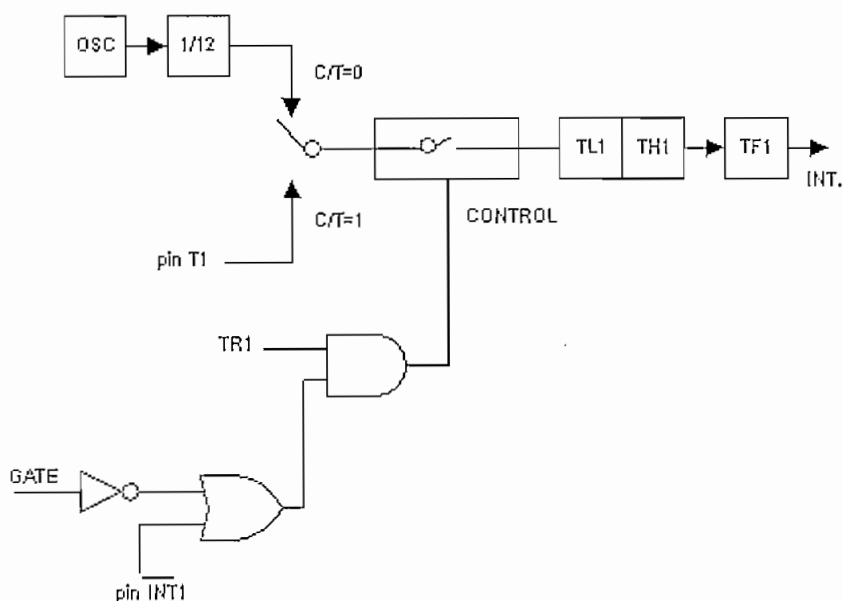 OSC
1/12
C/T=0
TL1
TH1
TF1
INT.
C/T=1
CONTROL
pin T1
TR1
GATE
pin INT1